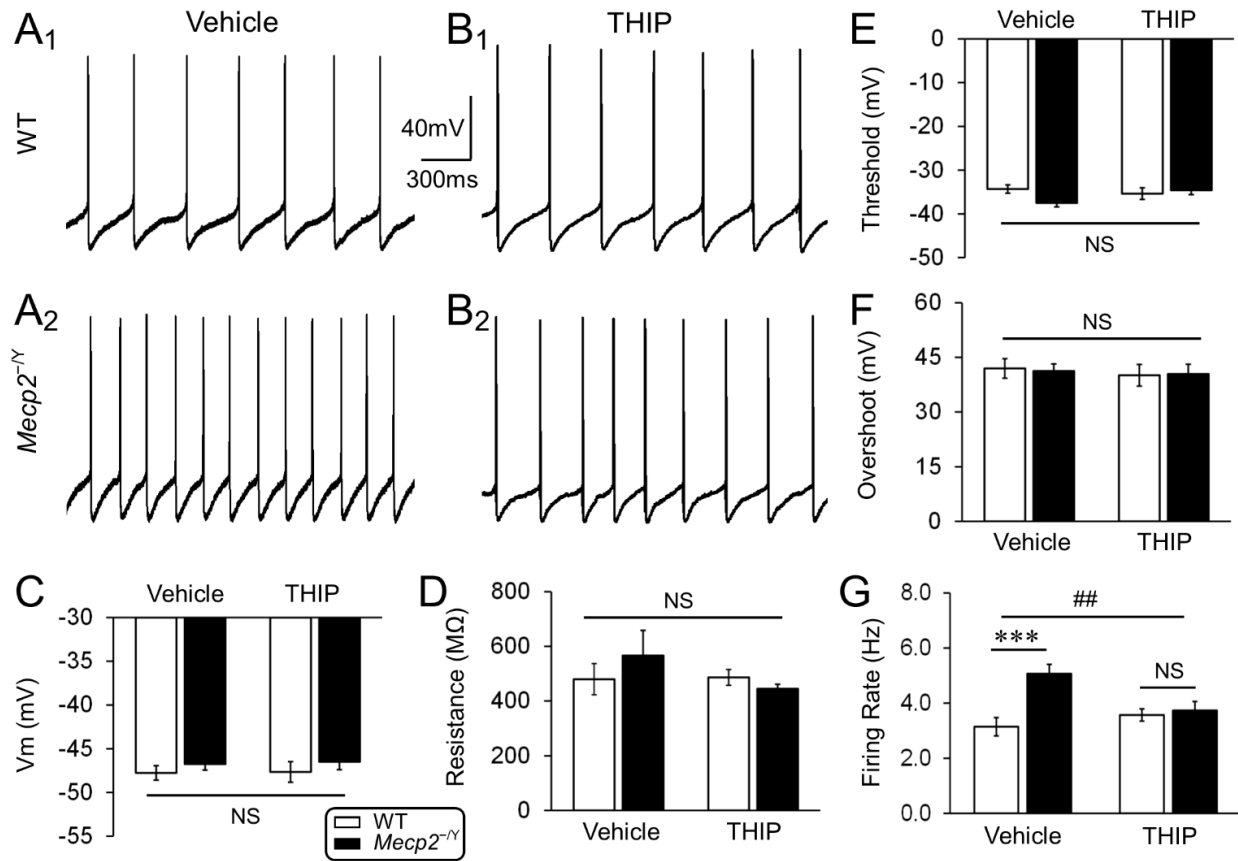 A1 Vehicle
B1 THIP
WT
40mV
300ms
A2
B2
Mecp2−/Y
C
Vehicle THIP
Vm (mV)
-30
-35
-40
-45
-50
-55
NS
WT
Mecp2−/Y
D
Resistance (MΩ)
800
600
400
200
0
NS
Vehicle THIP
E
Vehicle THIP
Threshold (mV)
0
-10
-20
-30
-40
-50
NS
F
Overshoot (mV)
60
45
30
15
0
NS
Vehicle THIP
G
Firing Rate (Hz)
8.0
6.0
4.0
2.0
0.0
##
***
NS
Vehicle THIP